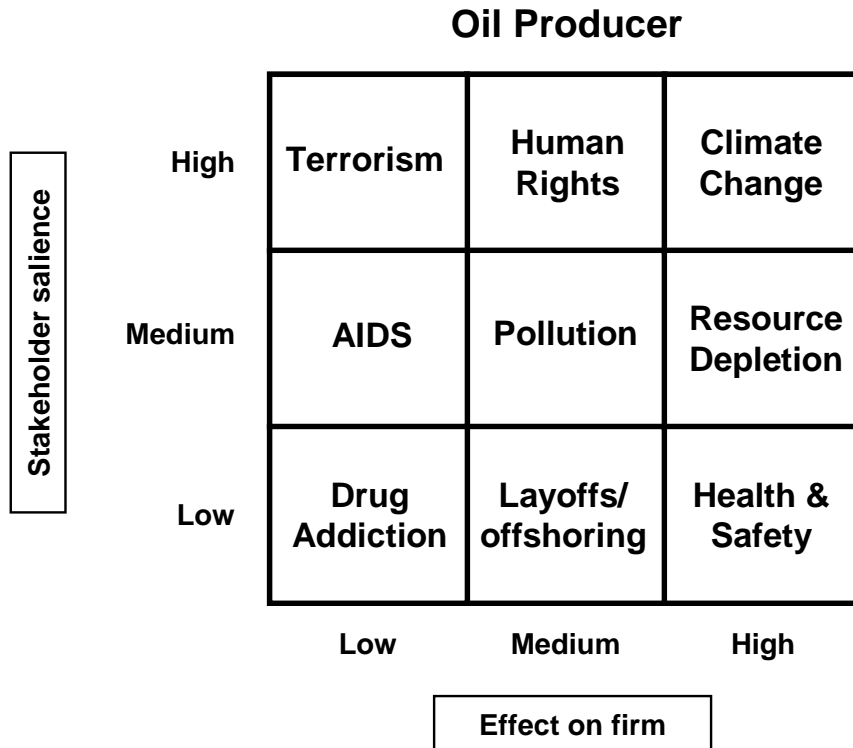 Oil Producer
Stakeholder salience
High
Terrorism
Human
Rights
Climate
Change
Medium
AIDS
Pollution
Resource
Depletion
Low
Drug
Addiction
Layoffs/
offshoring
Health &
Safety
Low
Medium
High
Effect on firm